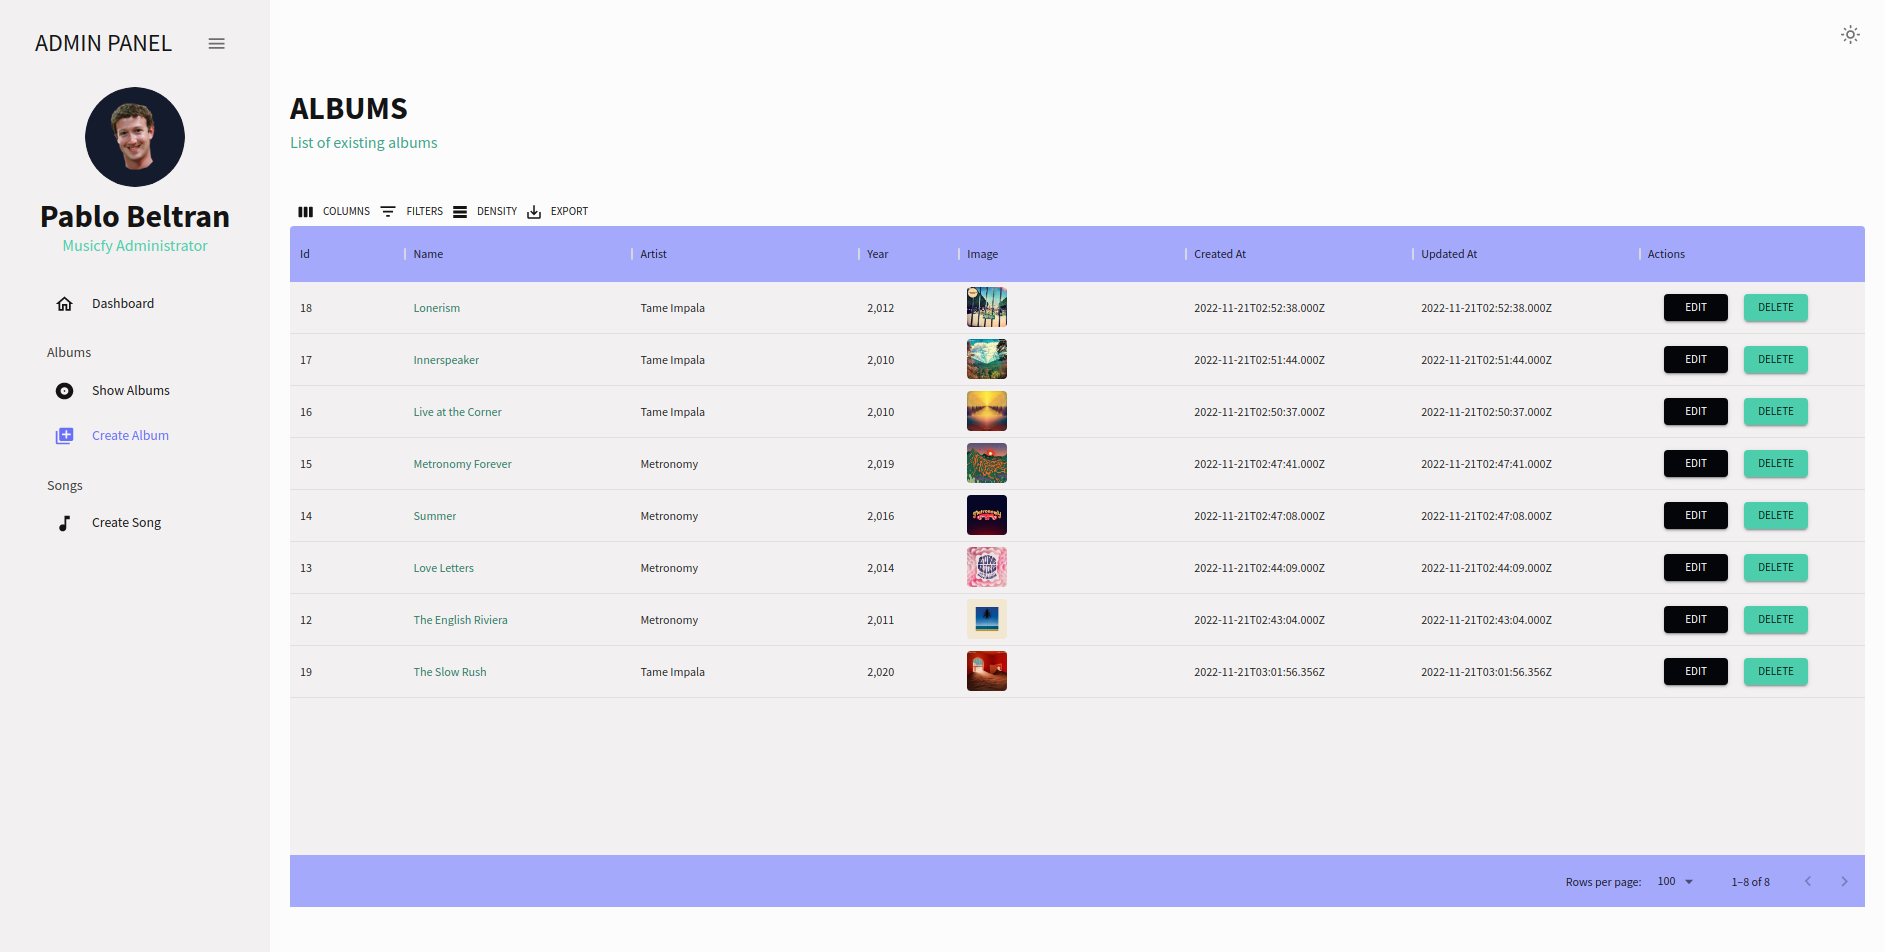 ADMIN PANEL
Pablo Beltran
Musicfy Administrator
Dashboard
Albums
Show Albums
Create Album
Songs
Create Song
ALBUMS
List of existing albums
COLUMNS FILTERS DENSITY EXPORT
Id Name Artist Year Image Created At Updated At Actions
18 Lonerism Tame Impala 2,012 2022-11-21T02:52:38.000Z 2022-11-21T02:52:38.000Z EDIT DELETE
17 Innerspeaker Tame Impala 2,010 2022-11-21T02:51:44.000Z 2022-11-21T02:51:44.000Z EDIT DELETE
16 Live at the Corner Tame Impala 2,010 2022-11-21T02:50:37.000Z 2022-11-21T02:50:37.000Z EDIT DELETE
15 Metronomy Forever Metronomy 2,019 2022-11-21T02:47:41.000Z 2022-11-21T02:47:41.000Z EDIT DELETE
14 Summer Metronomy 2,016 2022-11-21T02:47:08.000Z 2022-11-21T02:47:08.000Z EDIT DELETE
13 Love Letters Metronomy 2,014 2022-11-21T02:44:09.000Z 2022-11-21T02:44:09.000Z EDIT DELETE
12 The English Riviera Metronomy 2,011 2022-11-21T02:43:04.000Z 2022-11-21T02:43:04.000Z EDIT DELETE
19 The Slow Rush Tame Impala 2,020 2022-11-21T03:01:56.356Z 2022-11-21T03:01:56.356Z EDIT DELETE
Rows per page: 100 1–8 of 8